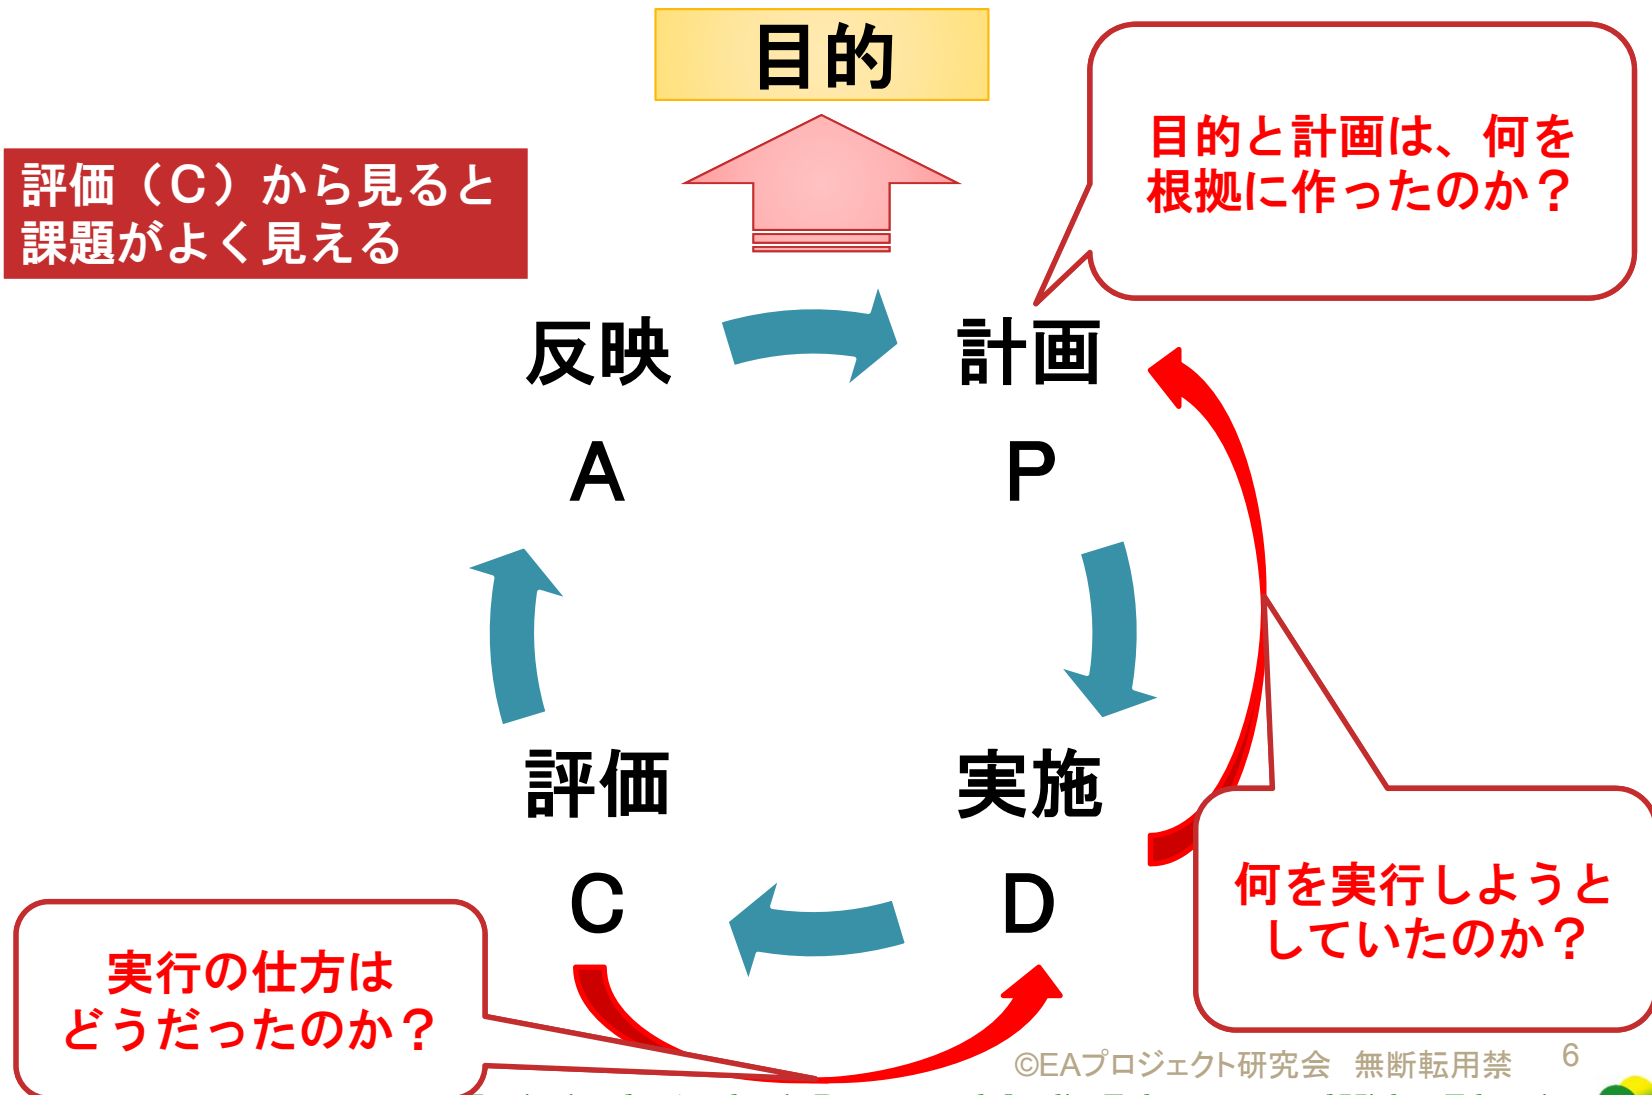 目的
目的と計画は、何を
根拠に作ったのか？
評価（C）から見ると
課題がよく見える
反映
A
計画
P
評価
C
実施
D
何を実行しようと
していたのか？
実行の仕方は
どうだったのか？
©EAプロジェクト研究会　無断転用禁
6